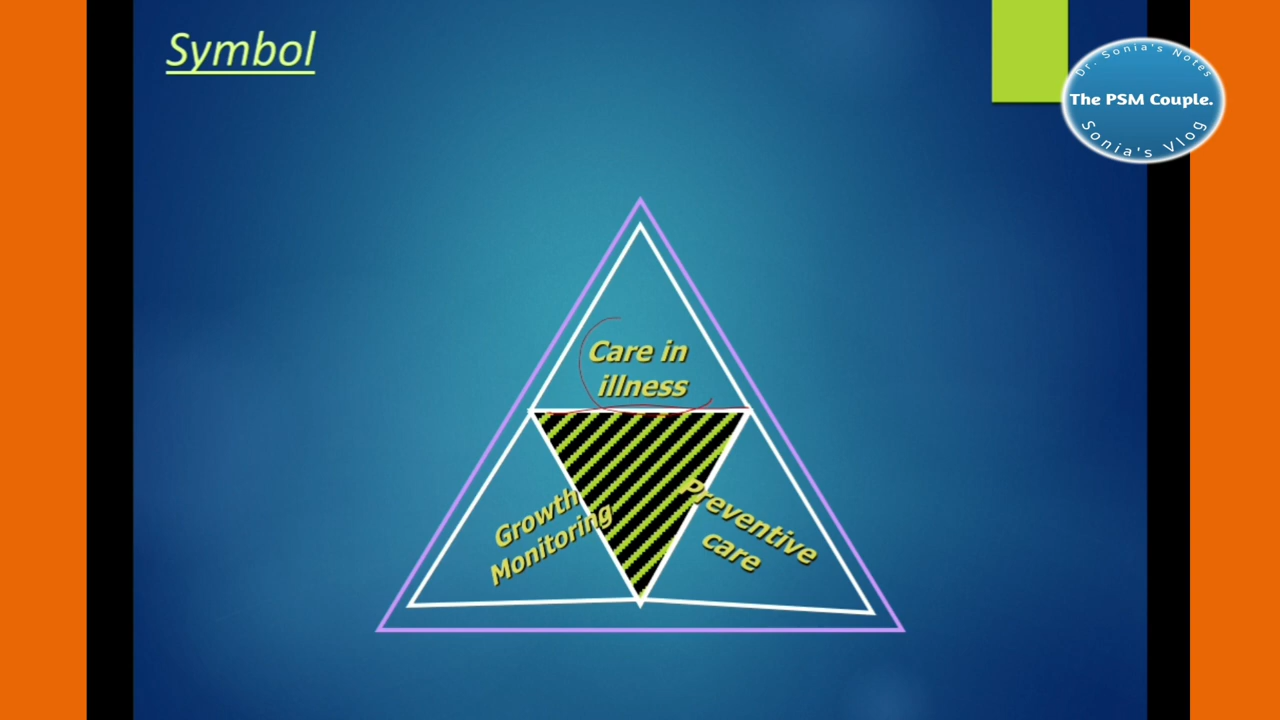 Symbol
Dr. Sonia's Notes
The PSM Couple.
Sonia's Vlog
Care in
illness
Growth
Monitoring
Preventive
care